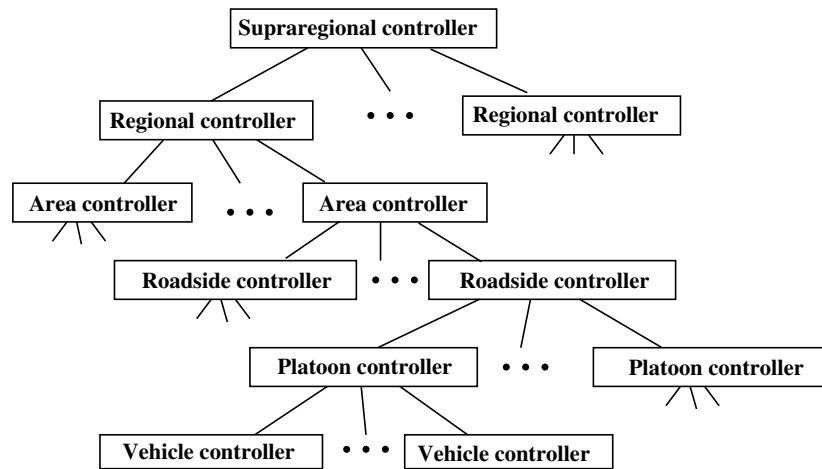 Supraregional controller
Regional controller
• • •
Regional controller
Area controller
• • •
Area controller
Roadside controller
• • •
Roadside controller
Platoon controller
• • •
Platoon controller
Vehicle controller
• • •
Vehicle controller